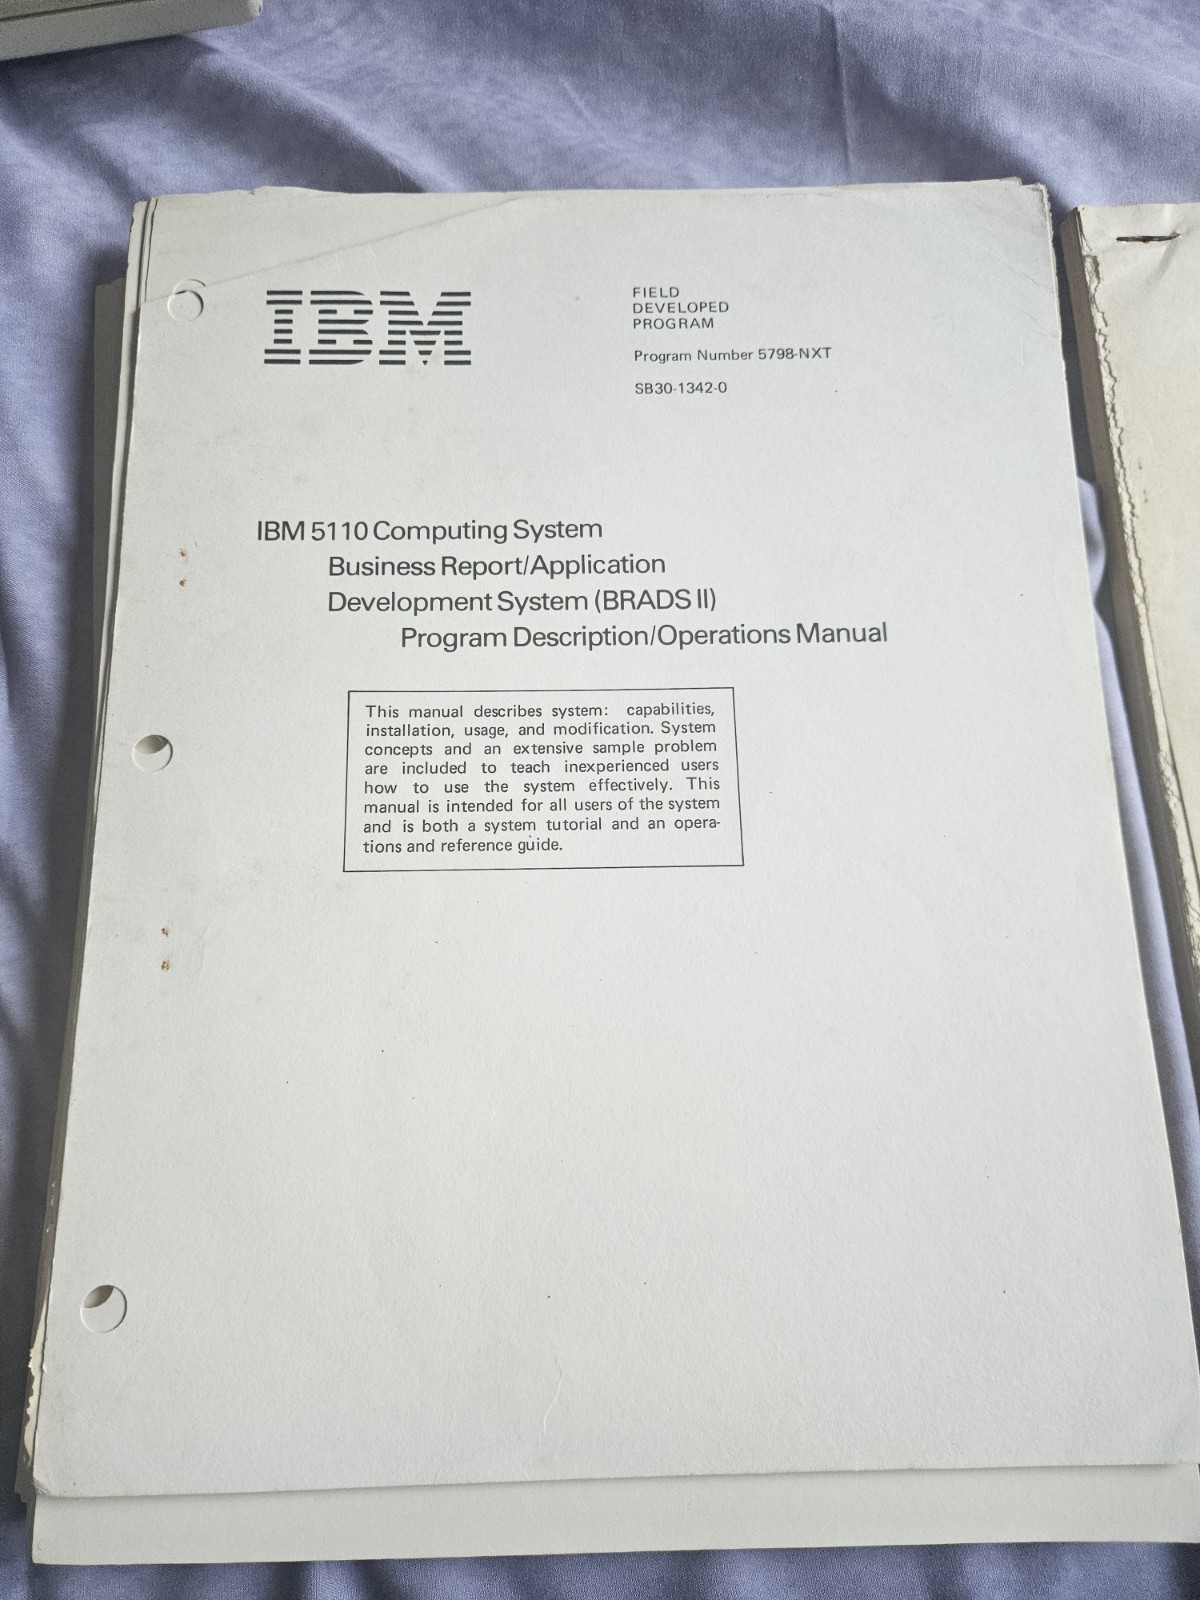 IBM
FIELD
DEVELOPED
PROGRAM
Program Number 5798-NXT
SB30-1342-0
IBM 5110 Computing System
Business Report/Application
Development System (BRADS II)
Program Description/Operations Manual
This manual describes system: capabilities,
installation, usage, and modification. System
concepts and an extensive sample problem
are included to teach inexperienced users
how to use the system effectively. This
manual is intended for all users of the system
and is both a system tutorial and an opera-
tions and reference guide.